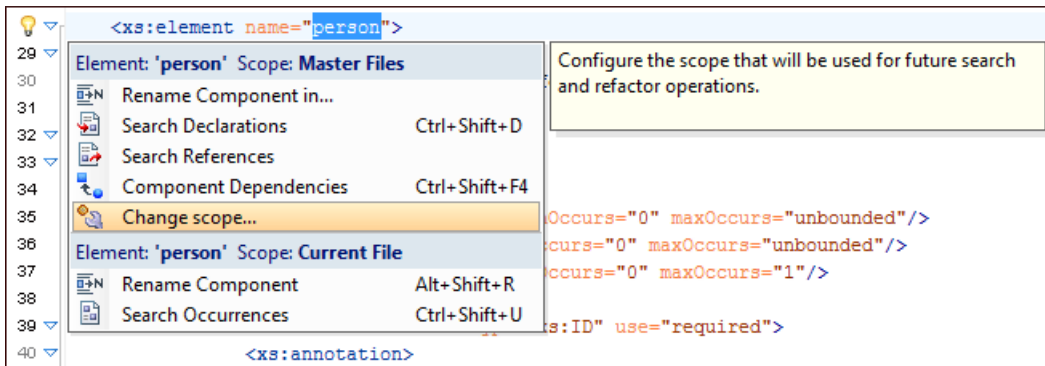 <xs:element name="person">
29
Element: 'person' Scope: Master Files
Configure the scope that will be used for future search
and refactor operations.
30
Rename Component in...
31
Search Declarations Ctrl+Shift+D
32
33
Search References
34
Component Dependencies Ctrl+Shift+F4
35
Change scope...
Occurs="0" maxOccurs="unbounded"/>
36
Element: 'person' Scope: Current File
curs="0" maxOccurs="unbounded"/>
37
Rename Component Alt+Shift+R
ccurs="0" maxOccurs="1"/>
38
Search Occurrences Ctrl+Shift+U
39
s:ID" use="required">
40 <xs:annotation>